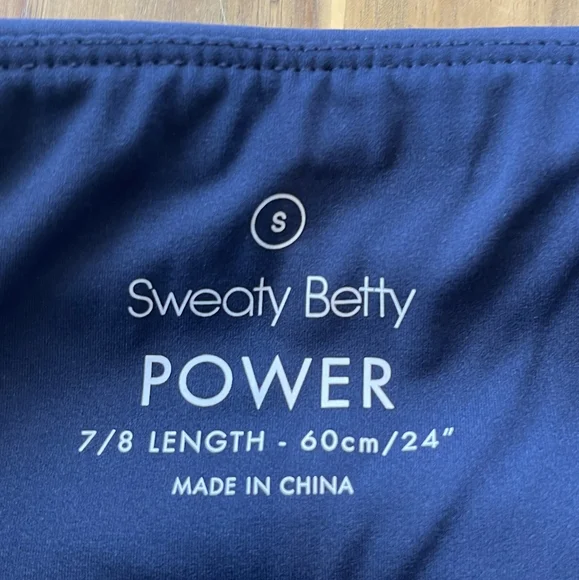 S
Sweaty Betty
POWER
7/8 LENGTH - 60cm/24"
MADE IN CHINA